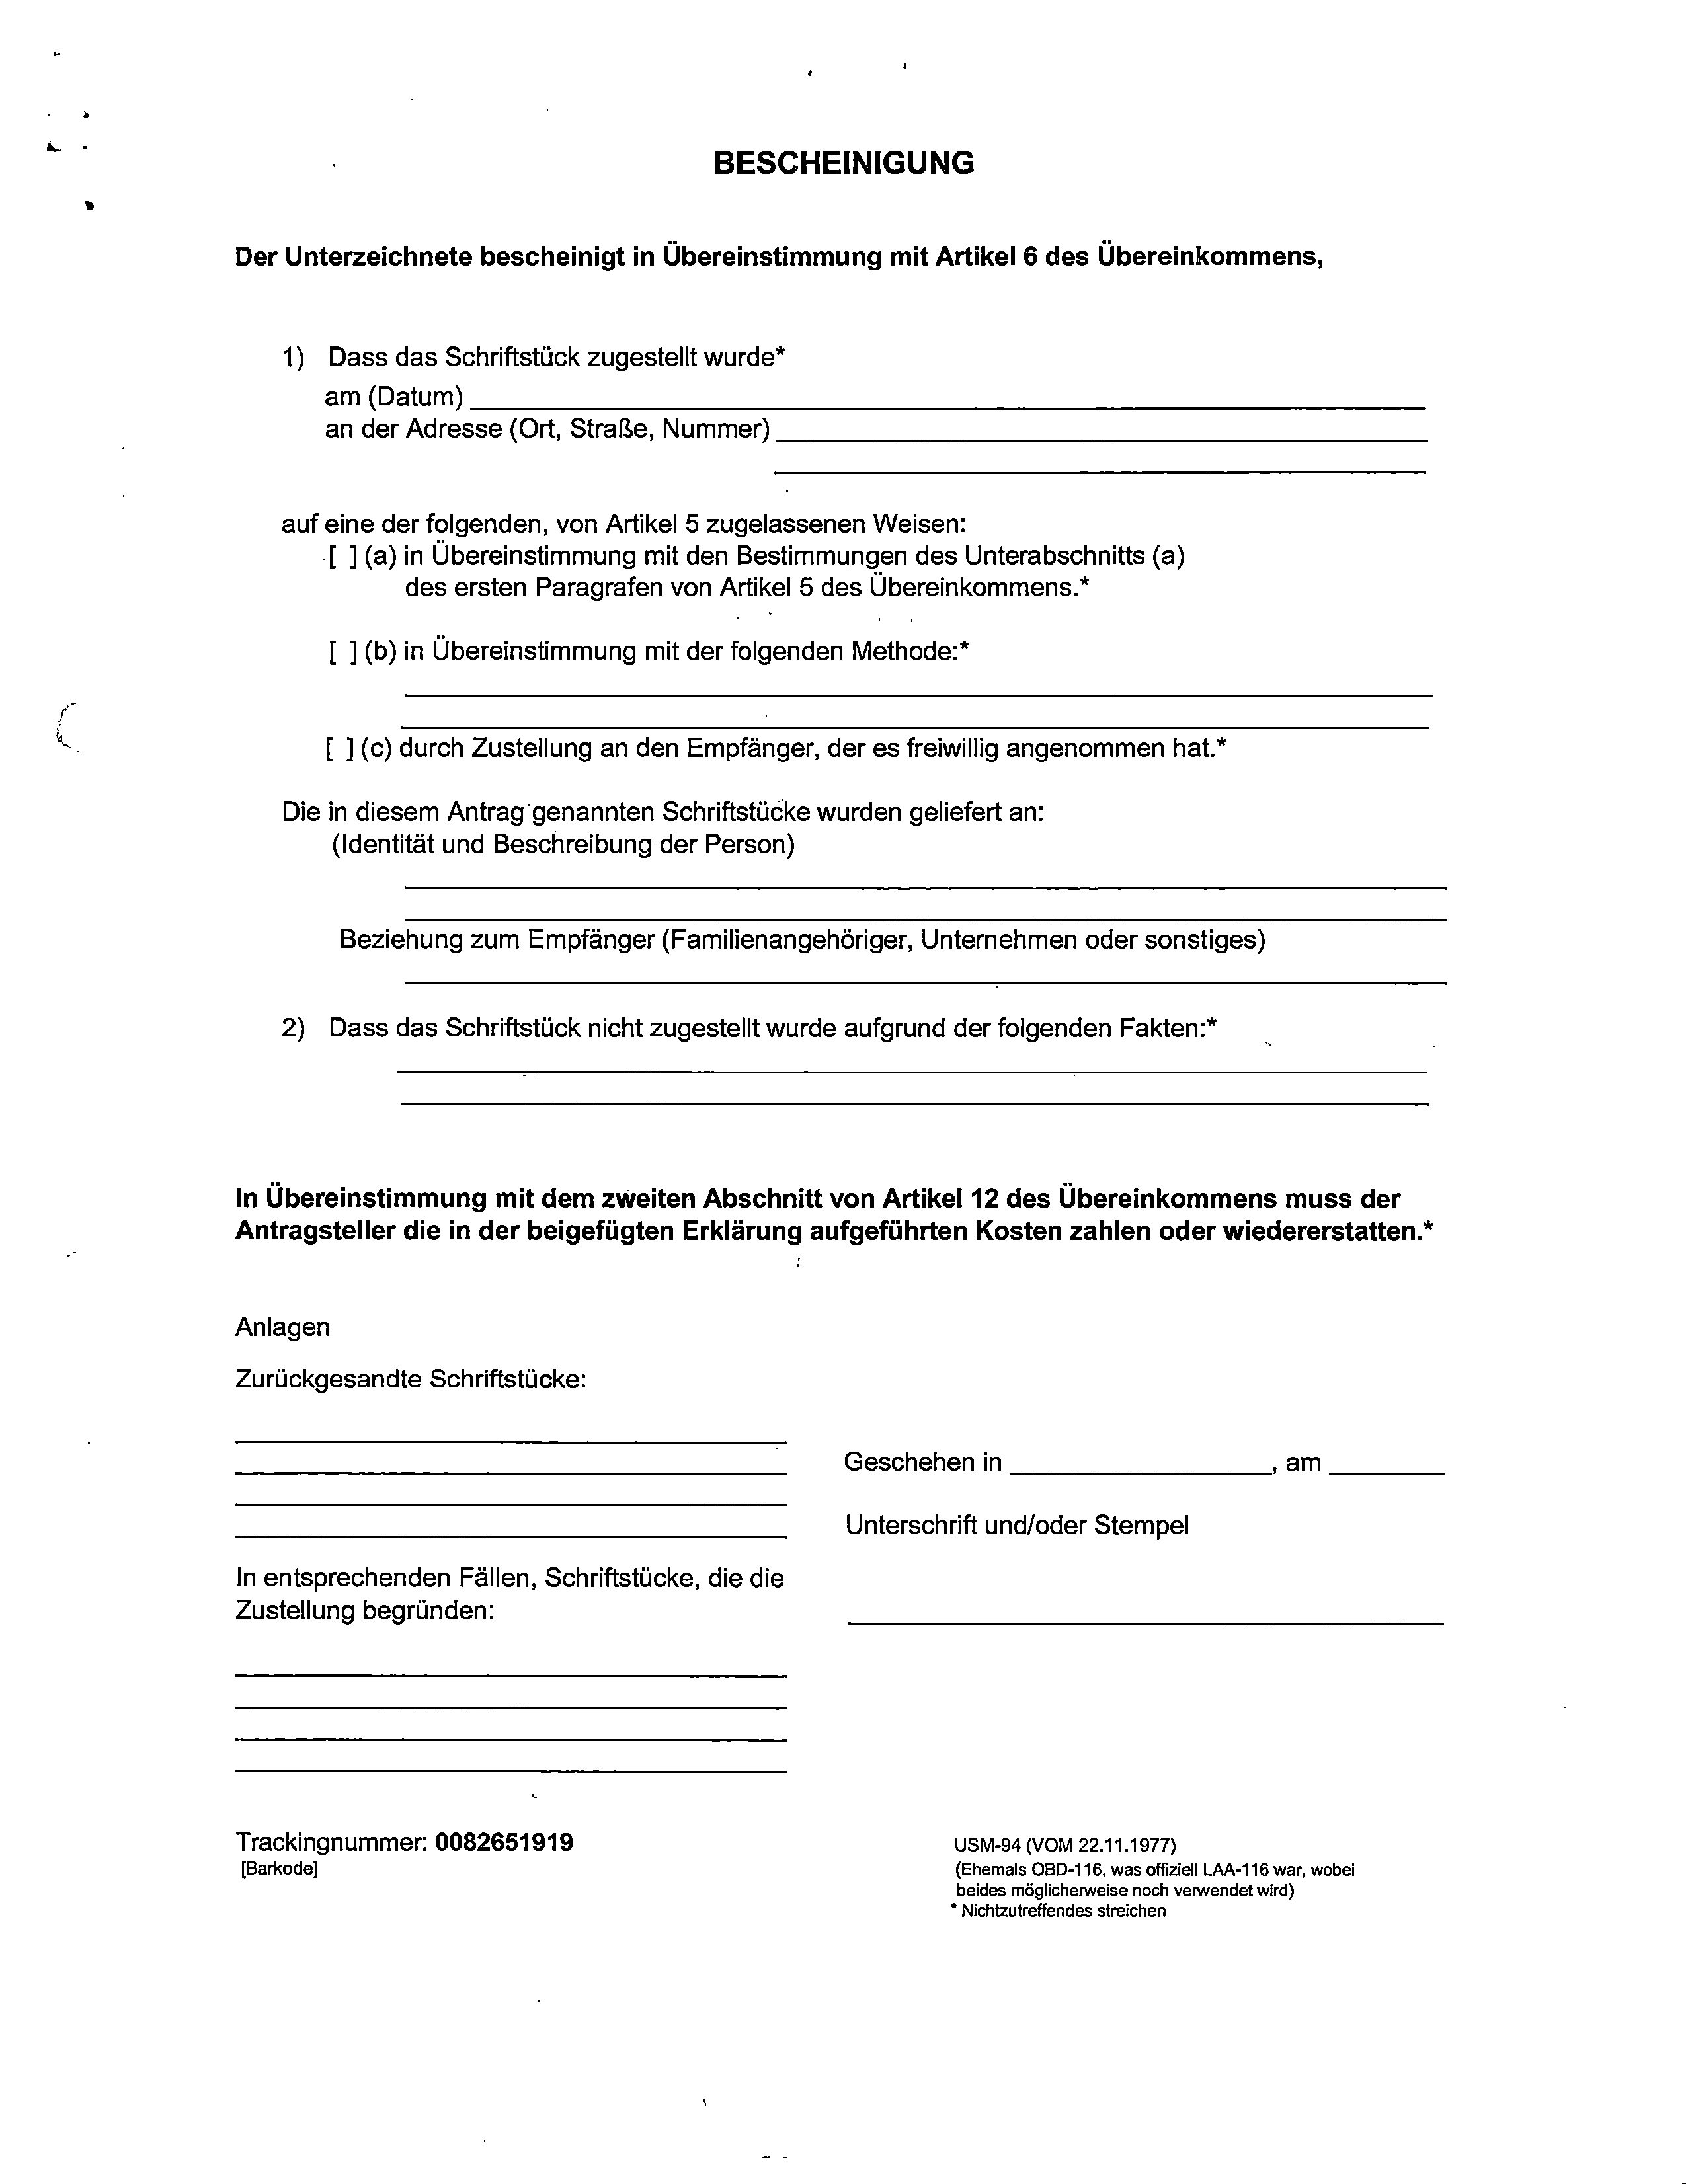 BESCHEINIGUNG
Der Unterzeichnete bescheinigt in Übereinstimmung mit Artikel 6 des Übereinkommens,
1) Dass das Schriftstück zugestellt wurde*
am (Datum)
an der Adresse (Ort, Straße, Nummer)
auf eine der folgenden, von Artikel 5 zugelassenen Weisen:
[ ] (a) in Übereinstimmung mit den Bestimmungen des Unterabschnitts (a)
des ersten Paragrafen von Artikel 5 des Übereinkommens.*
[ ] (b) in Übereinstimmung mit der folgenden Methode:*
[ ] (c) durch Zustellung an den Empfänger, der es freiwillig angenommen hat.*
Die in diesem Antrag genannten Schriftstücke wurden geliefert an:
(Identität und Beschreibung der Person)
Beziehung zum Empfänger (Familienangehöriger, Unternehmen oder sonstiges)
2) Dass das Schriftstück nicht zugestellt wurde aufgrund der folgenden Fakten:*
In Übereinstimmung mit dem zweiten Abschnitt von Artikel 12 des Übereinkommens muss der
Antragsteller die in der beigefügten Erklärung aufgeführten Kosten zahlen oder wiedererstatten.*
Anlagen
Zurückgesandte Schriftstücke:
Geschehen in , am
Unterschrift und/oder Stempel
In entsprechenden Fällen, Schriftstücke, die die
Zustellung begründen:
Trackingnummer: 0082651919
[Barkode]
USM-94 (VOM 22.11.1977)
(Ehemals OBD-116, was offiziell LAA-116 war, wobei
beides möglicherweise noch verwendet wird)
* Nichtzutreffendes streichen